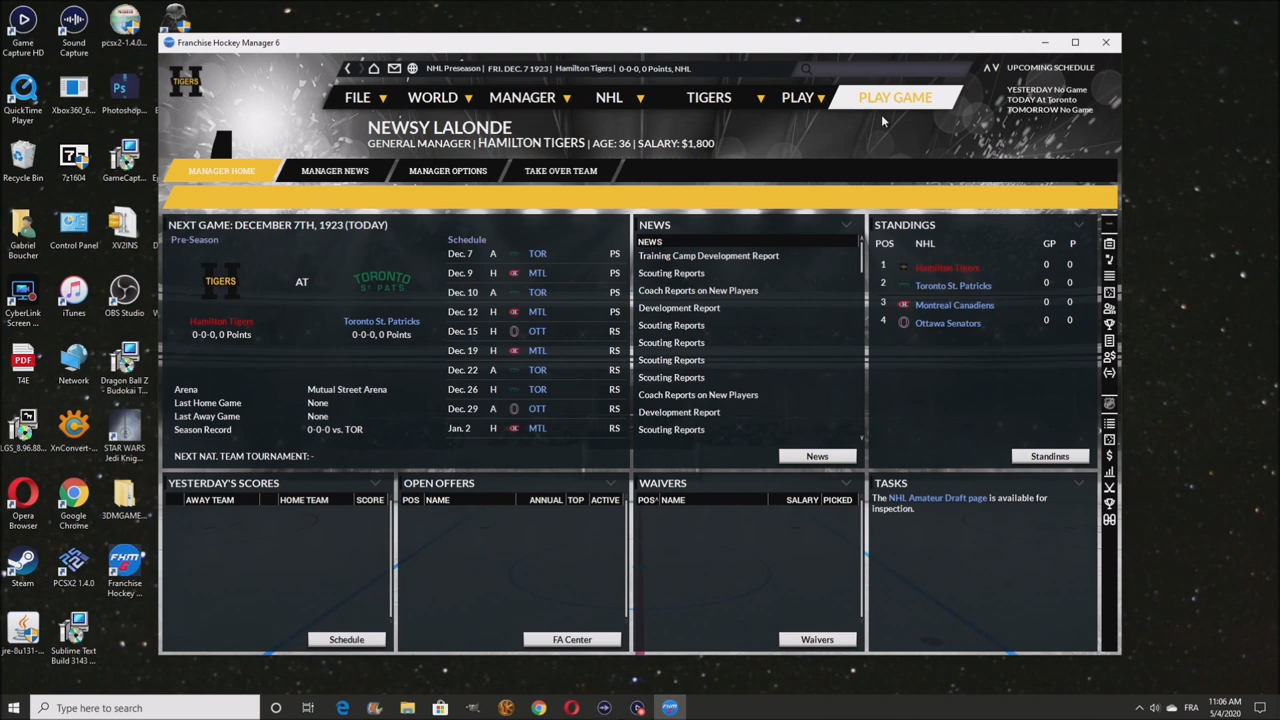 Game Capture HD
Sound Capture
pcsx2-1.4.0...
QuickTime Player
Xbox360_6...
Photoshop...
Recycle Bin
7z1604
GameCapt...
Gabriel Boucher
Control Panel
XV2INS
CyberLink Screen ...
iTunes
OBS Studio
T4E
Network
Dragon Ball Z - Budokai T...
LGS_8.96.88...
XnConvert-...
STAR WARS Jedi Knig...
Opera Browser
Google Chrome
3DMGAME...
Steam
PCSX2 1.4.0
Franchise Hockey ...
jre-8u131-...
Sublime Text Build 3143 ...
Franchise Hockey Manager 6
H TIGERS
NHL Preseason | FRI. DEC. 7 1923 | Hamilton Tigers | 0-0-0, 0 Points, NHL
UPCOMING SCHEDULE
YESTERDAY No Game
TODAY At Toronto
TOMORROW No Game
FILE WORLD MANAGER NHL TIGERS PLAY PLAY GAME
NEWSY LALONDE
GENERAL MANAGER | HAMILTON TIGERS | AGE: 36 | SALARY: $1,800
MANAGER HOME MANAGER NEWS MANAGER OPTIONS TAKE OVER TEAM
NEXT GAME: DECEMBER 7TH, 1923 (TODAY)
Pre-Season
H TIGERS
AT
TORONTO ST PATS
Hamilton Tigers
0-0-0, 0 Points
Toronto St. Patricks
0-0-0, 0 Points
Arena Mutual Street Arena
Last Home Game None
Last Away Game None
Season Record 0-0-0 vs. TOR
NEXT NAT. TEAM TOURNAMENT: -
Schedule
Dec. 7 A TOR PS
Dec. 9 H MTL PS
Dec. 10 A TOR PS
Dec. 12 H MTL PS
Dec. 15 H OTT RS
Dec. 19 H MTL RS
Dec. 22 A TOR RS
Dec. 26 H TOR RS
Dec. 29 A OTT RS
Jan. 2 H MTL RS
NEWS
NEWS
Training Camp Development Report
Scouting Reports
Coach Reports on New Players
Development Report
Scouting Reports
Scouting Reports
Scouting Reports
Scouting Reports
Coach Reports on New Players
Development Report
Scouting Reports
News
STANDINGS
POS NHL GP P
1 Hamilton Tigers 0 0
2 Toronto St. Patricks 0 0
3 Montreal Canadiens 0 0
4 Ottawa Senators 0 0
Standings
YESTERDAY'S SCORES
AWAY TEAM HOME TEAM SCORE
Schedule
OPEN OFFERS
POS NAME ANNUAL TOP ACTIVE
FA Center
WAIVERS
POS^ NAME SALARY PICKED
Waivers
TASKS
The NHL Amateur Draft page is available for
inspection.
Type here to search
FRA
11:06 AM
5/4/2020